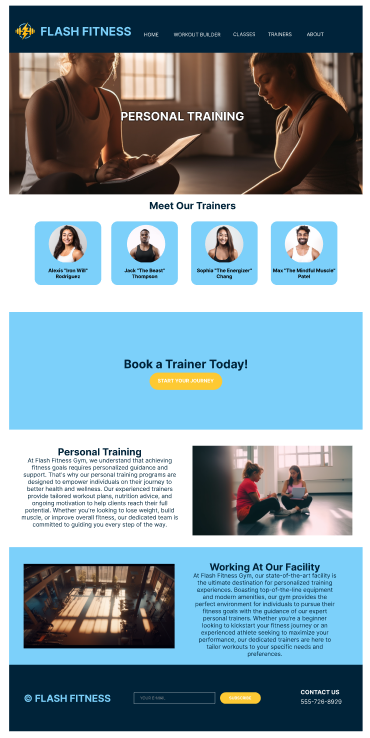 FLASH FITNESS
HOME WORKOUT BUILDER CLASSES TRAINERS ABOUT
PERSONAL TRAINING
Meet Our Trainers
Alexis "Iron Will"
Rodriguez
Jack "The Beast"
Thompson
Sophia "The Energizer"
Chang
Max "The Mindful Muscle"
Patel
Book a Trainer Today!
START YOUR JOURNEY
Personal Training
At Flash Fitness Gym, we understand that achieving
fitness goals requires personalized guidance and
support. That's why our personal training programs are
designed to empower individuals on their journey to
better health and wellness. Our experienced trainers
provide tailored workout plans, nutrition advice, and
ongoing motivation to help clients reach their full
potential. Whether you're looking to lose weight, build
muscle, or improve overall fitness, our dedicated team is
committed to guiding you every step of the way.
Working At Our Facility
At Flash Fitness Gym, our state-of-the-art facility is
the ultimate destination for personalized training
experiences. Boasting top-of-the-line equipment
and modern amenities, our gym provides the
perfect environment for individuals to pursue their
fitness goals with the guidance of our expert
personal trainers. Whether you're a beginner
looking to kickstart your fitness journey or an
experienced athlete seeking to maximize your
performance, our dedicated trainers are here to
tailor workouts to your specific needs and
preferences.
© FLASH FITNESS
YOUR E-MAIL
SUBSCRIBE
CONTACT US
555-726-8929